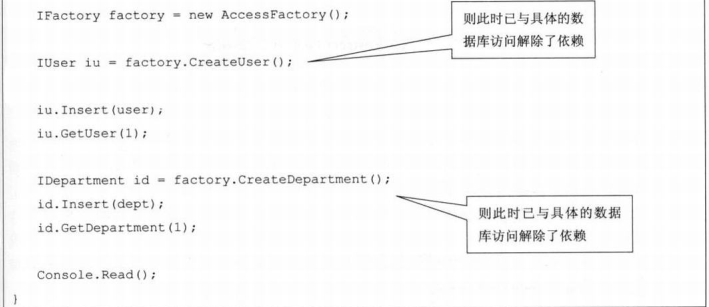 IFactory factory = new AccessFactory();
则此时已与具体的数
据库访问解除了依赖
IUser iu = factory.CreateUser();
iu.Insert(user);
iu.GetUser(1);
IDepartment id = factory.CreateDepartment();
id.Insert(dept);
id.GetDepartment(1);
则此时已与具体的数据
库访问解除了依赖
Console.Read();
}